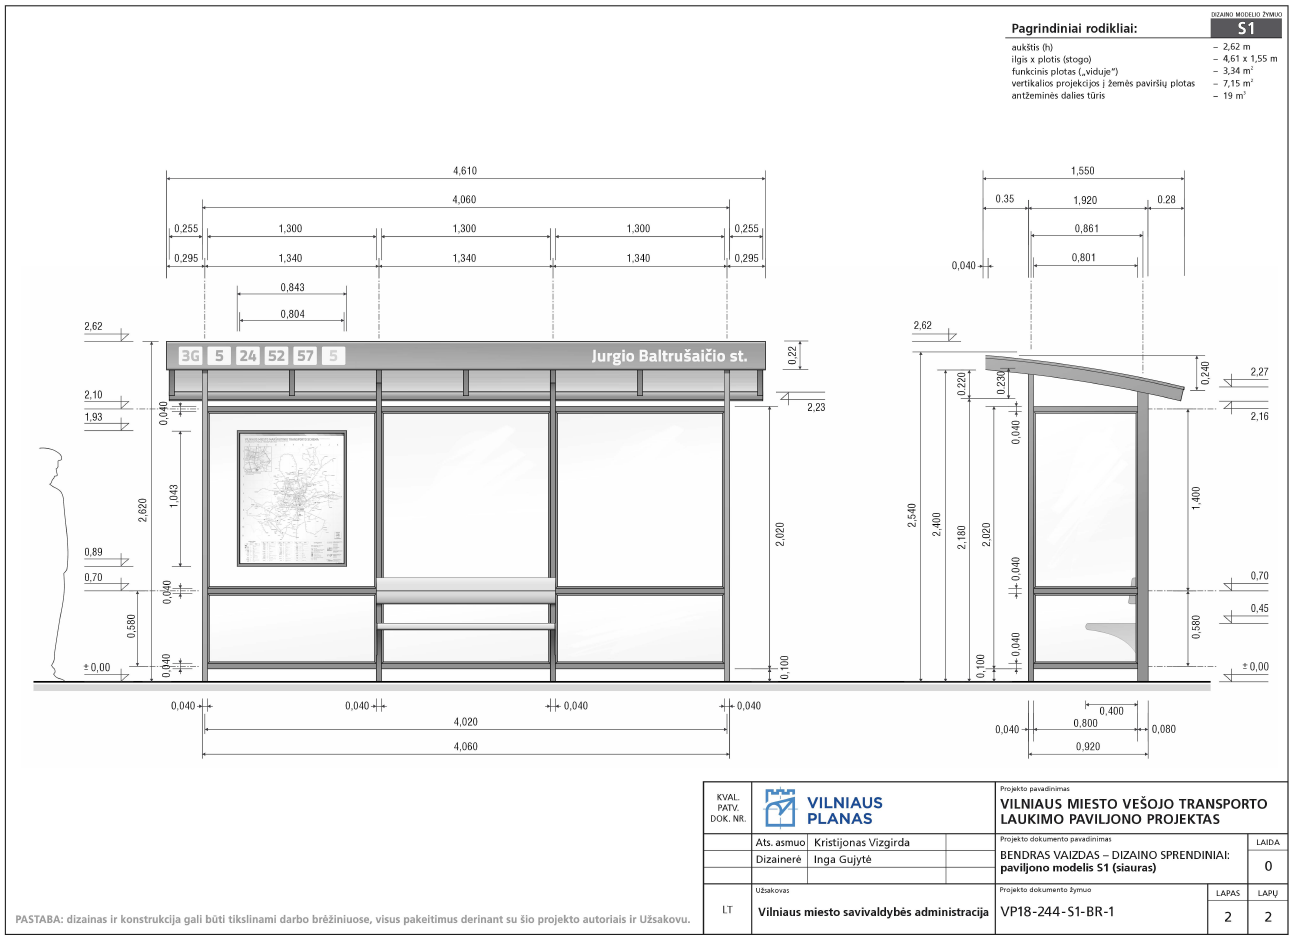 DIZAINO MODELIO ŽYMUO
Pagrindiniai rodikliai: S1
aukštis (h) – 2,62 m
ilgis x plotis (stogo) – 4,61 x 1,55 m
funkcinis plotas („viduje“) – 3,34 m²
vertikalios projekcijos į žemės paviršių plotas – 7,15 m²
antžeminės dalies tūris – 19 m²
4,610
4,060
0,255 1,300 1,300 1,300 0,255
0,295 1,340 1,340 1,340 0,295
0,843
0,804
1,550
0.35 1,920 0.28
0,861
0,040 0,801
2,62
3G 5 24 52 57 5 Jurgio Baltrušaičio st.
0.22
2,23
2,10
1,93
0,040
2,620
1,043
0,89
0,70
0,040
0,580
0,040
± 0,00
2,020
0,100
0,040 0,040 0,040 0,040
4,020
4,060
2,62
0,220
0,230
0,240
2,27
2,16
0,040
2,540
2,400
2,180
2,020
1,400
0,040
0,70
0,45
0,580
0,040
0,100
± 0,00
0,400
0,040 0,800 0,080
0,920
KVAL.
PATV.
DOK. NR.
VILNIAUS
PLANAS
Projekto pavadinimas
VILNIAUS MIESTO VEŠOJO TRANSPORTO
LAUKIMO PAVILJONO PROJEKTAS
Ats. asmuo Kristijonas Vizgirda
Dizainerė Inga Gujytė
Projekto dokumento pavadinimas
BENDRAS VAIZDAS – DIZAINO SPRENDINIAI:
paviljono modelis S1 (siauras)
LAIDA
0
LT
Užsakovas
Vilniaus miesto savivaldybės administracija
Projekto dokumento žymuo
VP18-244-S1-BR-1
LAPAS LAPŲ
2 2
PASTABA: dizainas ir konstrukcija gali būti tikslinami darbo brėžiniuose, visus pakeitimus derinant su šio projekto autoriais ir Užsakovu.